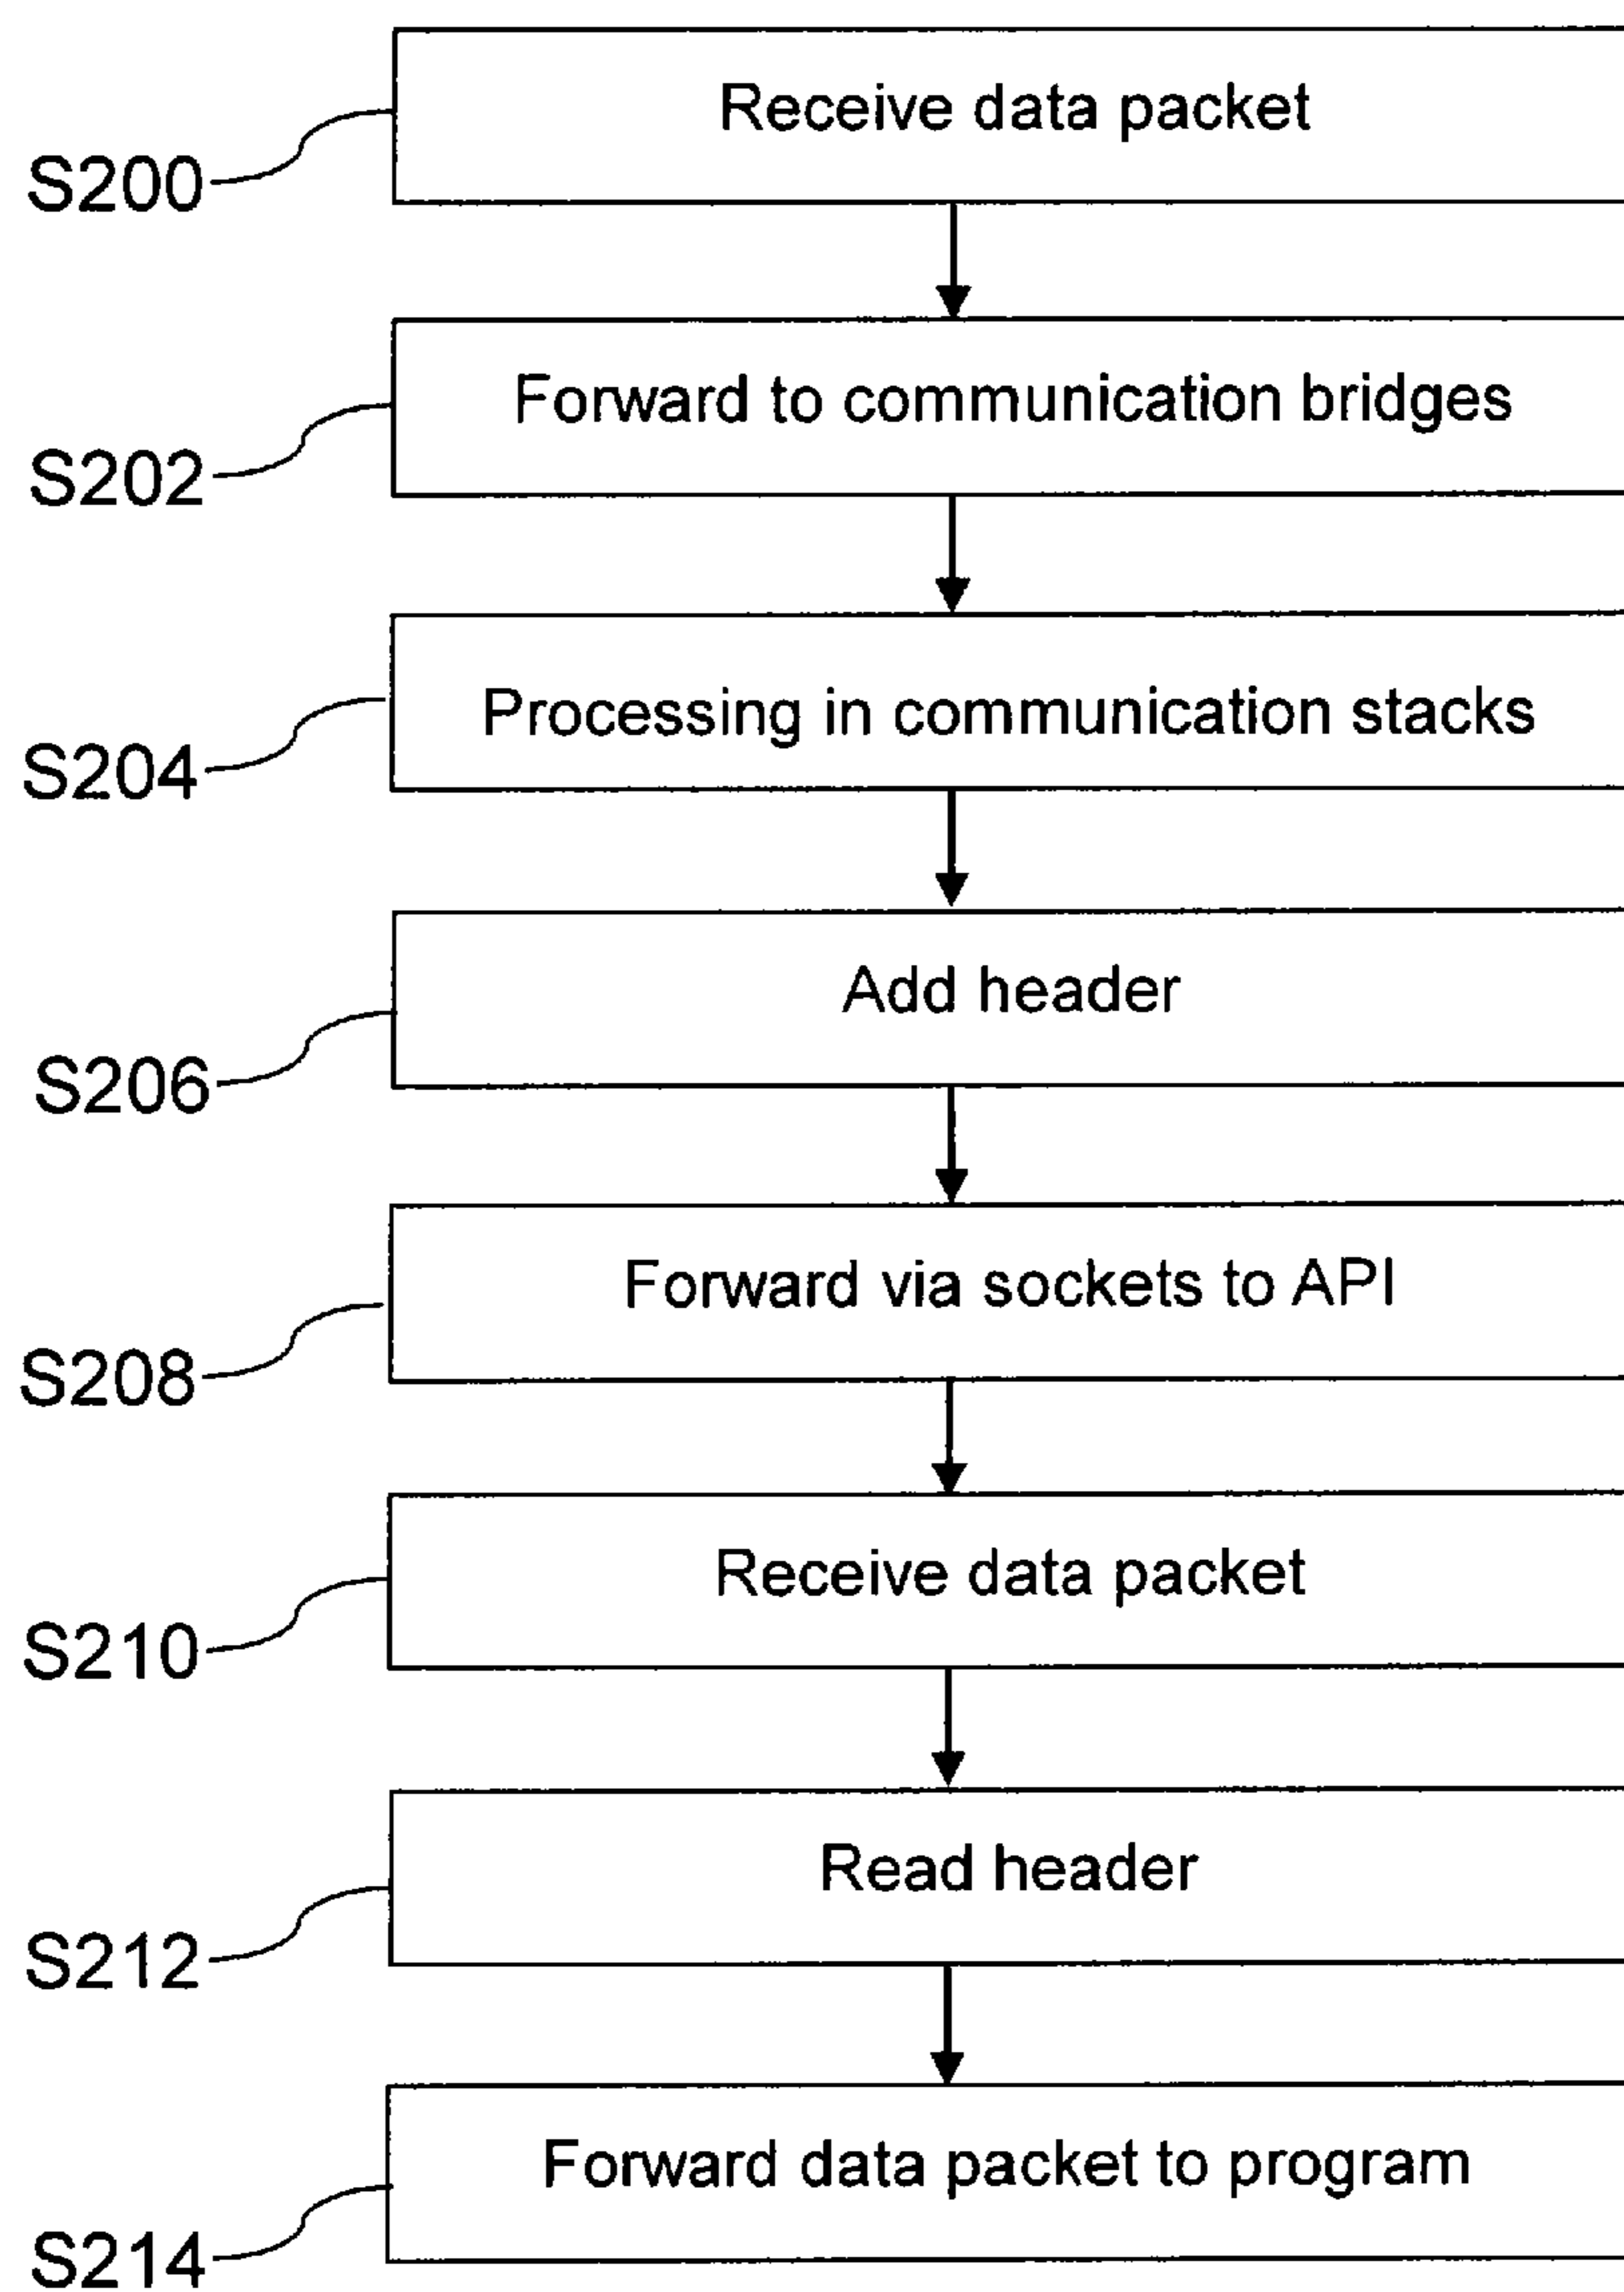 Receive data packet
S200
Forward to communication bridges
S202
Processing in communication stacks
S204
Add header
S206
Forward via sockets to API
S208
Receive data packet
S210
Read header
S212
Forward data packet to program
S214